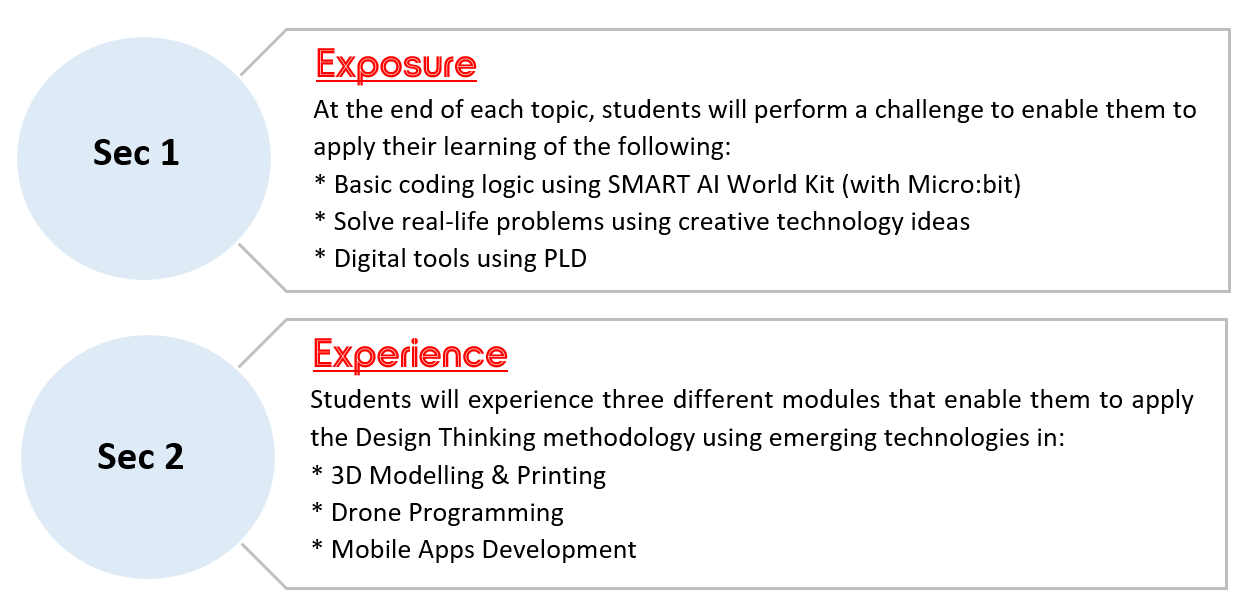 Sec 1
Exposure
At the end of each topic, students will perform a challenge to enable them to
apply their learning of the following:
* Basic coding logic using SMART AI World Kit (with Micro:bit)
* Solve real-life problems using creative technology ideas
* Digital tools using PLD
Sec 2
Experience
Students will experience three different modules that enable them to apply
the Design Thinking methodology using emerging technologies in:
* 3D Modelling & Printing
* Drone Programming
* Mobile Apps Development